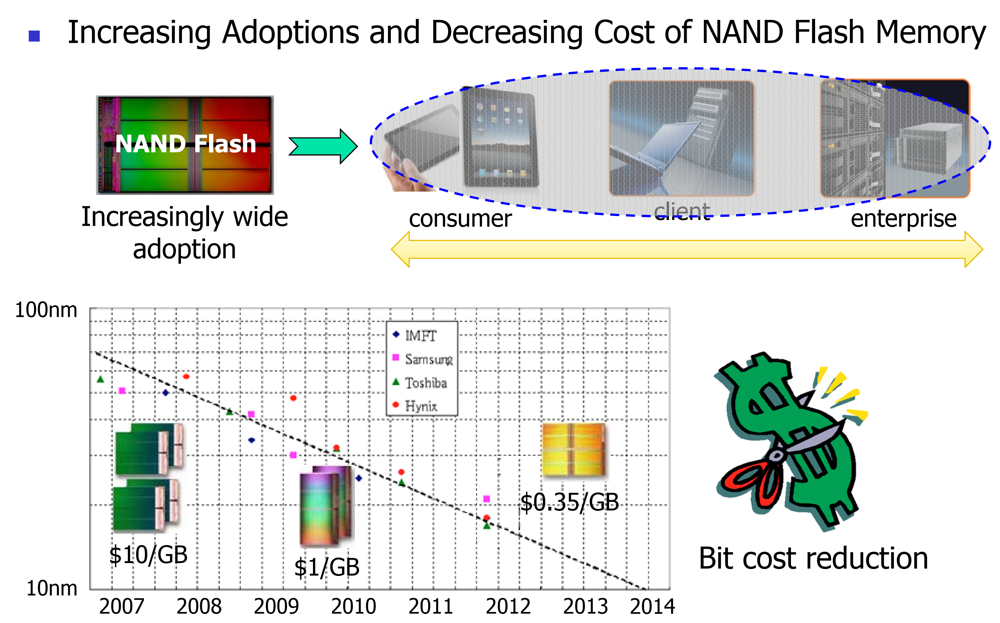 Increasing Adoptions and Decreasing Cost of NAND Flash Memory
NAND Flash
Increasingly wide
adoption
consumer
client
enterprise
100nm
IMFT
Samsung
Toshiba
Hynix
$10/GB
$1/GB
$0.35/GB
10nm
2007 2008 2009 2010 2011 2012 2013 2014
Bit cost reduction